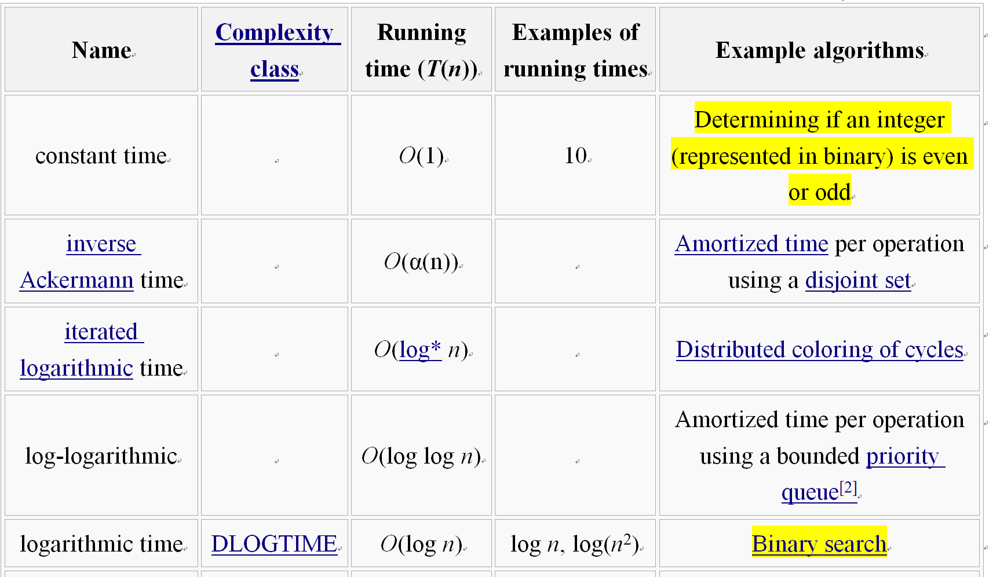 Name
Complexity
class
Running
time (T(n))
Examples of
running times
Example algorithms
constant time
O(1)
10
Determining if an integer
(represented in binary) is even
or odd
inverse
Ackermann time
O(α(n))
Amortized time per operation
using a disjoint set
iterated
logarithmic time
O(log* n)
Distributed coloring of cycles
log-logarithmic
O(log log n)
Amortized time per operation
using a bounded priority
queue[2]
logarithmic time
DLOGTIME
O(log n)
log n, log(n²)
Binary search